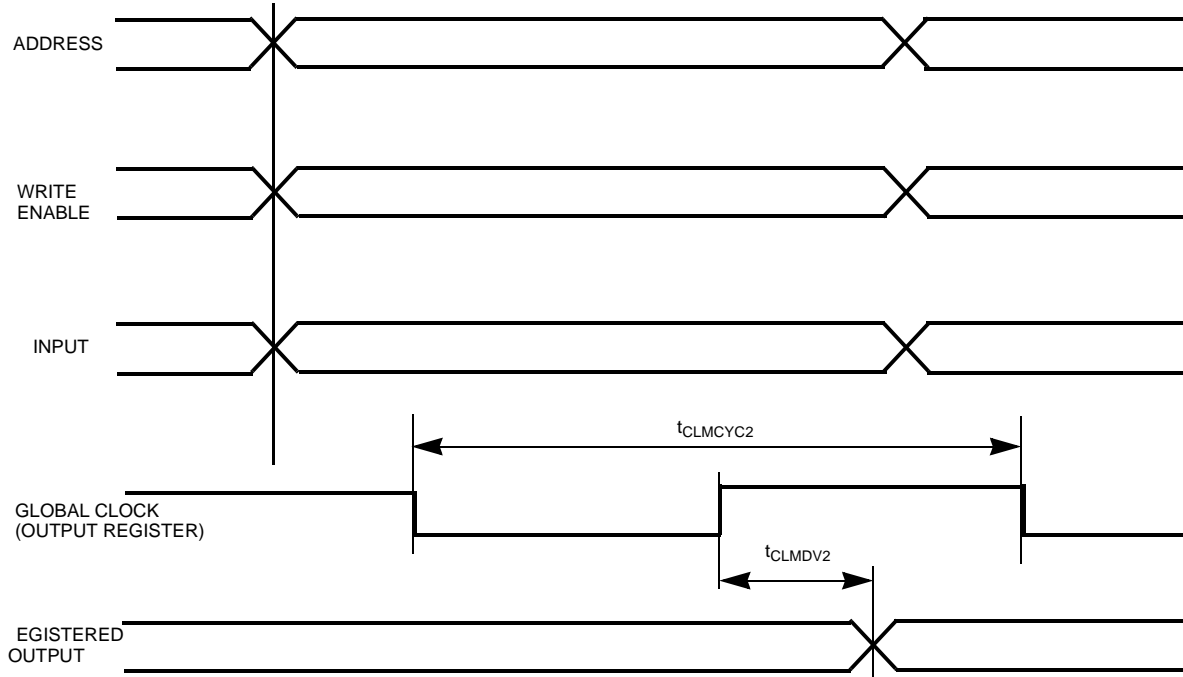 ADDRESS
WRITE
ENABLE
INPUT
tCLMCYC2
GLOBAL CLOCK
(OUTPUT REGISTER)
tCLMDV2
EGISTERED
OUTPUT